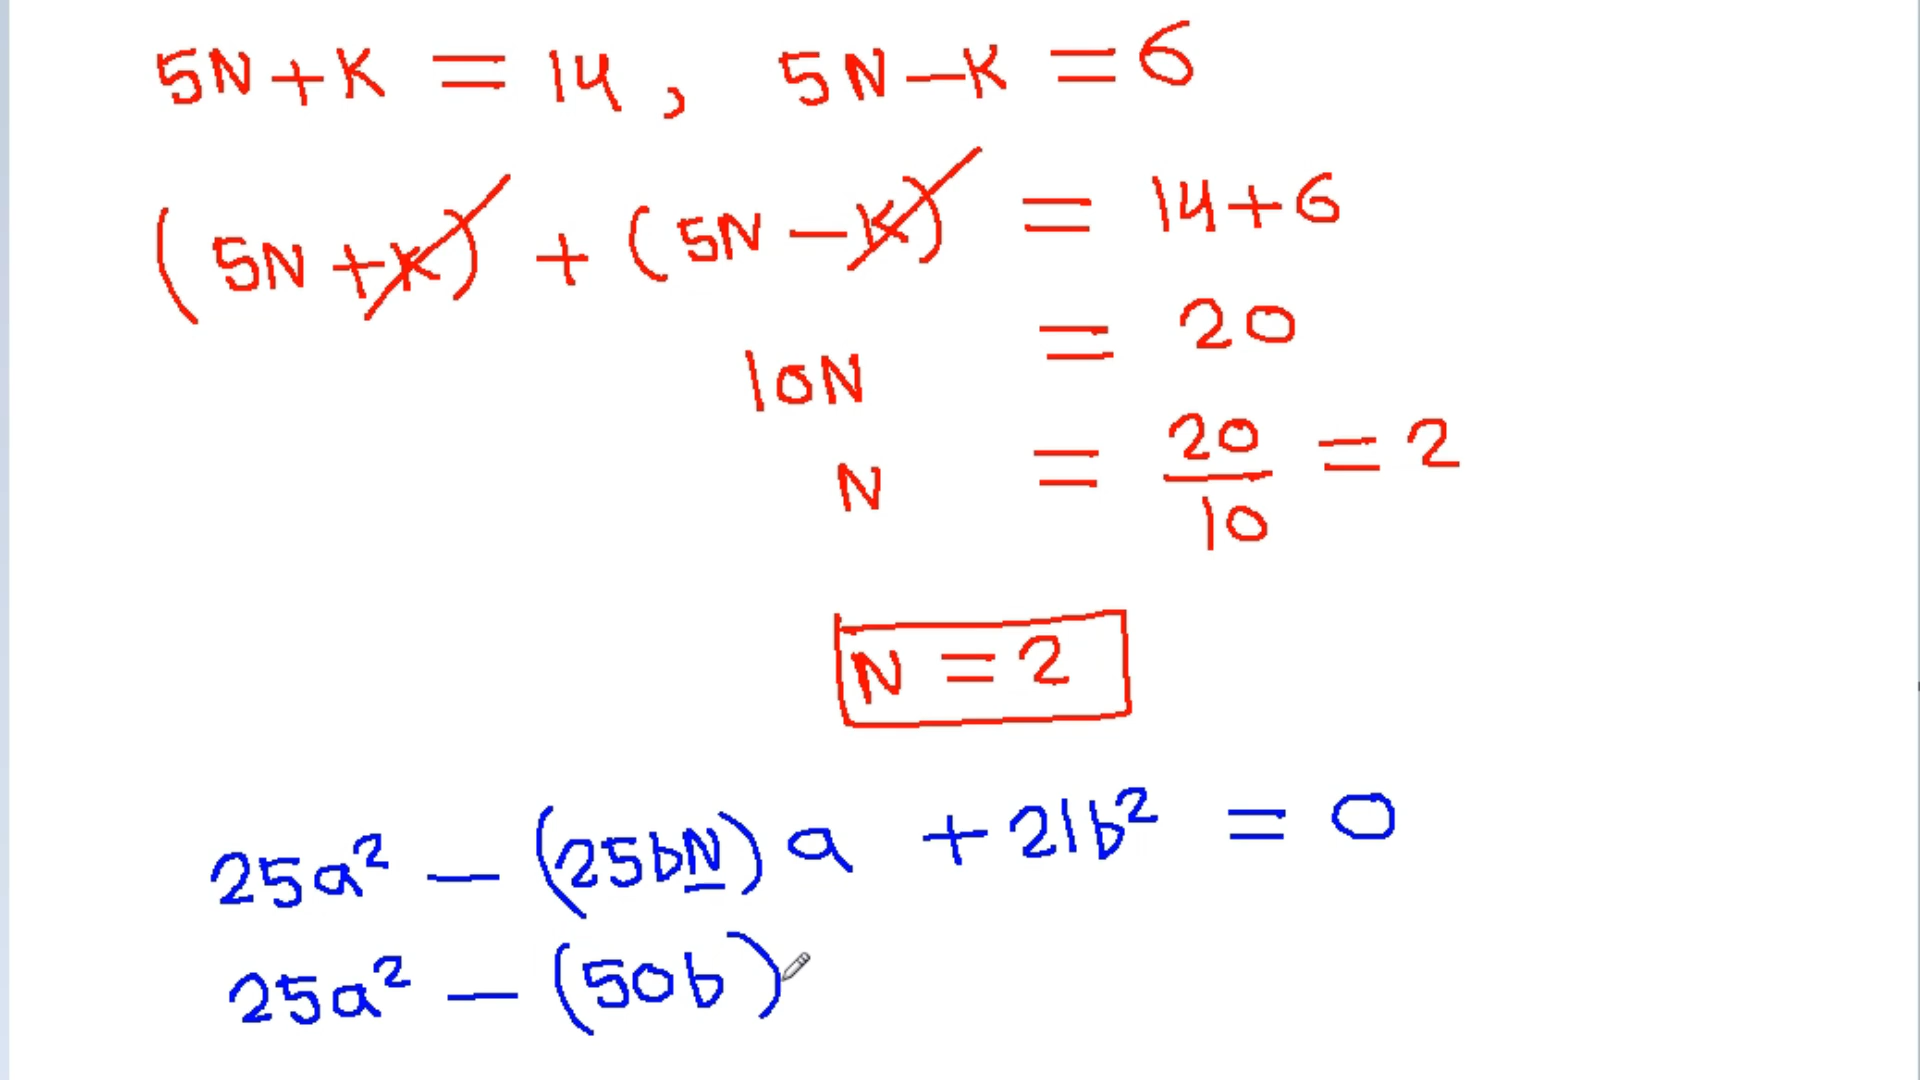 5N+K = 14, 5N-K = 6
(5N+K) + (5N-K) = 14+6
10N = 20
N = 20/10 = 2
N = 2
25a² - (25bN)a + 21b² = 0
25a² - (50b)